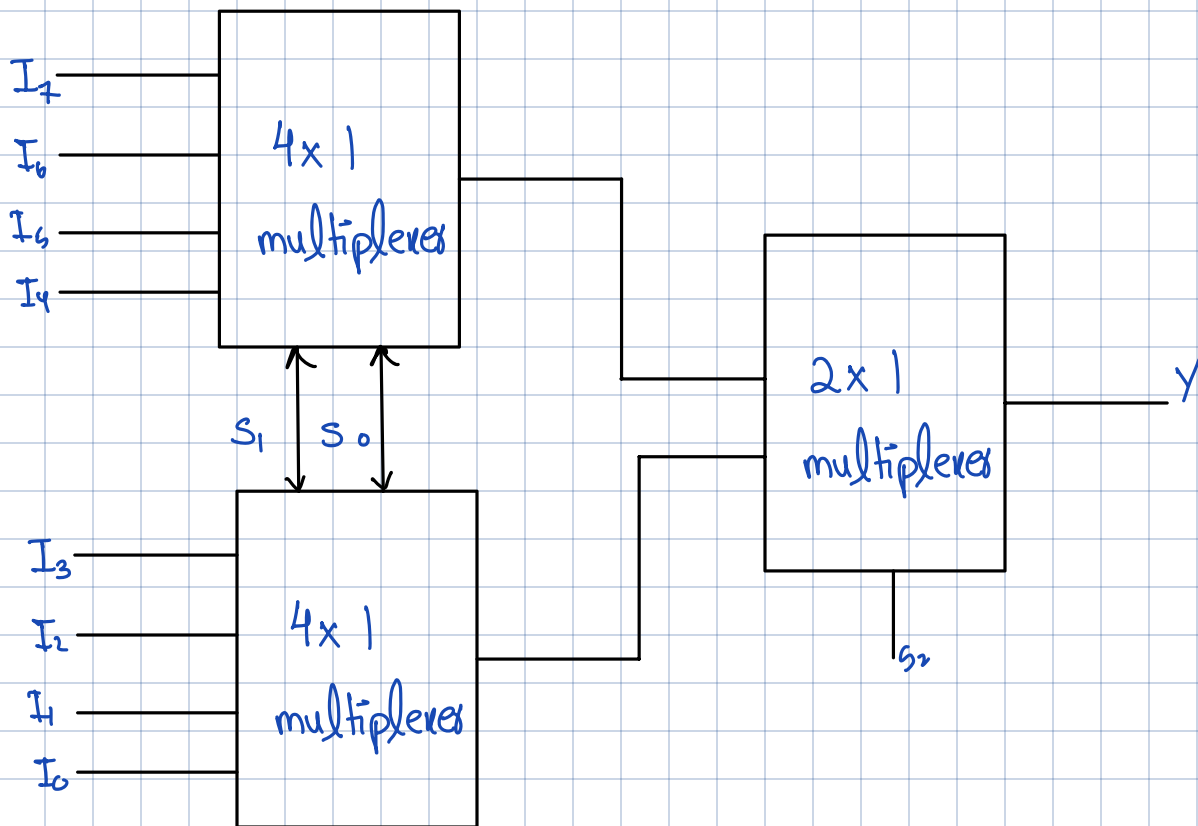 I₇
4x1
multiplexer
I₆
I₅
I₄
S₁ S₀
2x1
multiplexer
Y
S₂
I₃
4x1
multiplexer
I₂
I₁
I₀